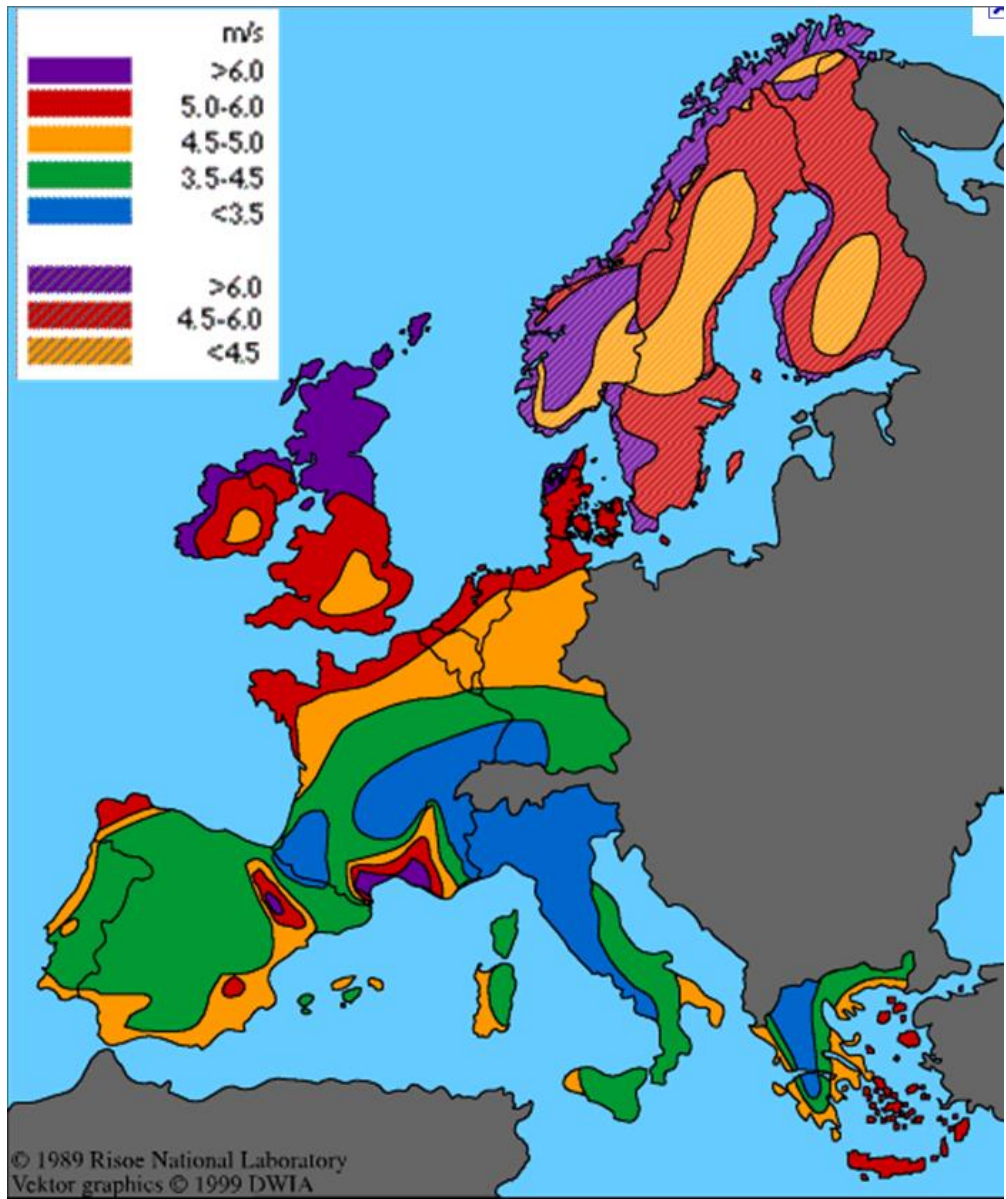 m/s
>6.0
5.0-6.0
4.5-5.0
3.5-4.5
<3.5
>6.0
4.5-6.0
<4.5
© 1989 Risoe National Laboratory
Vektor graphics © 1999 DWIA